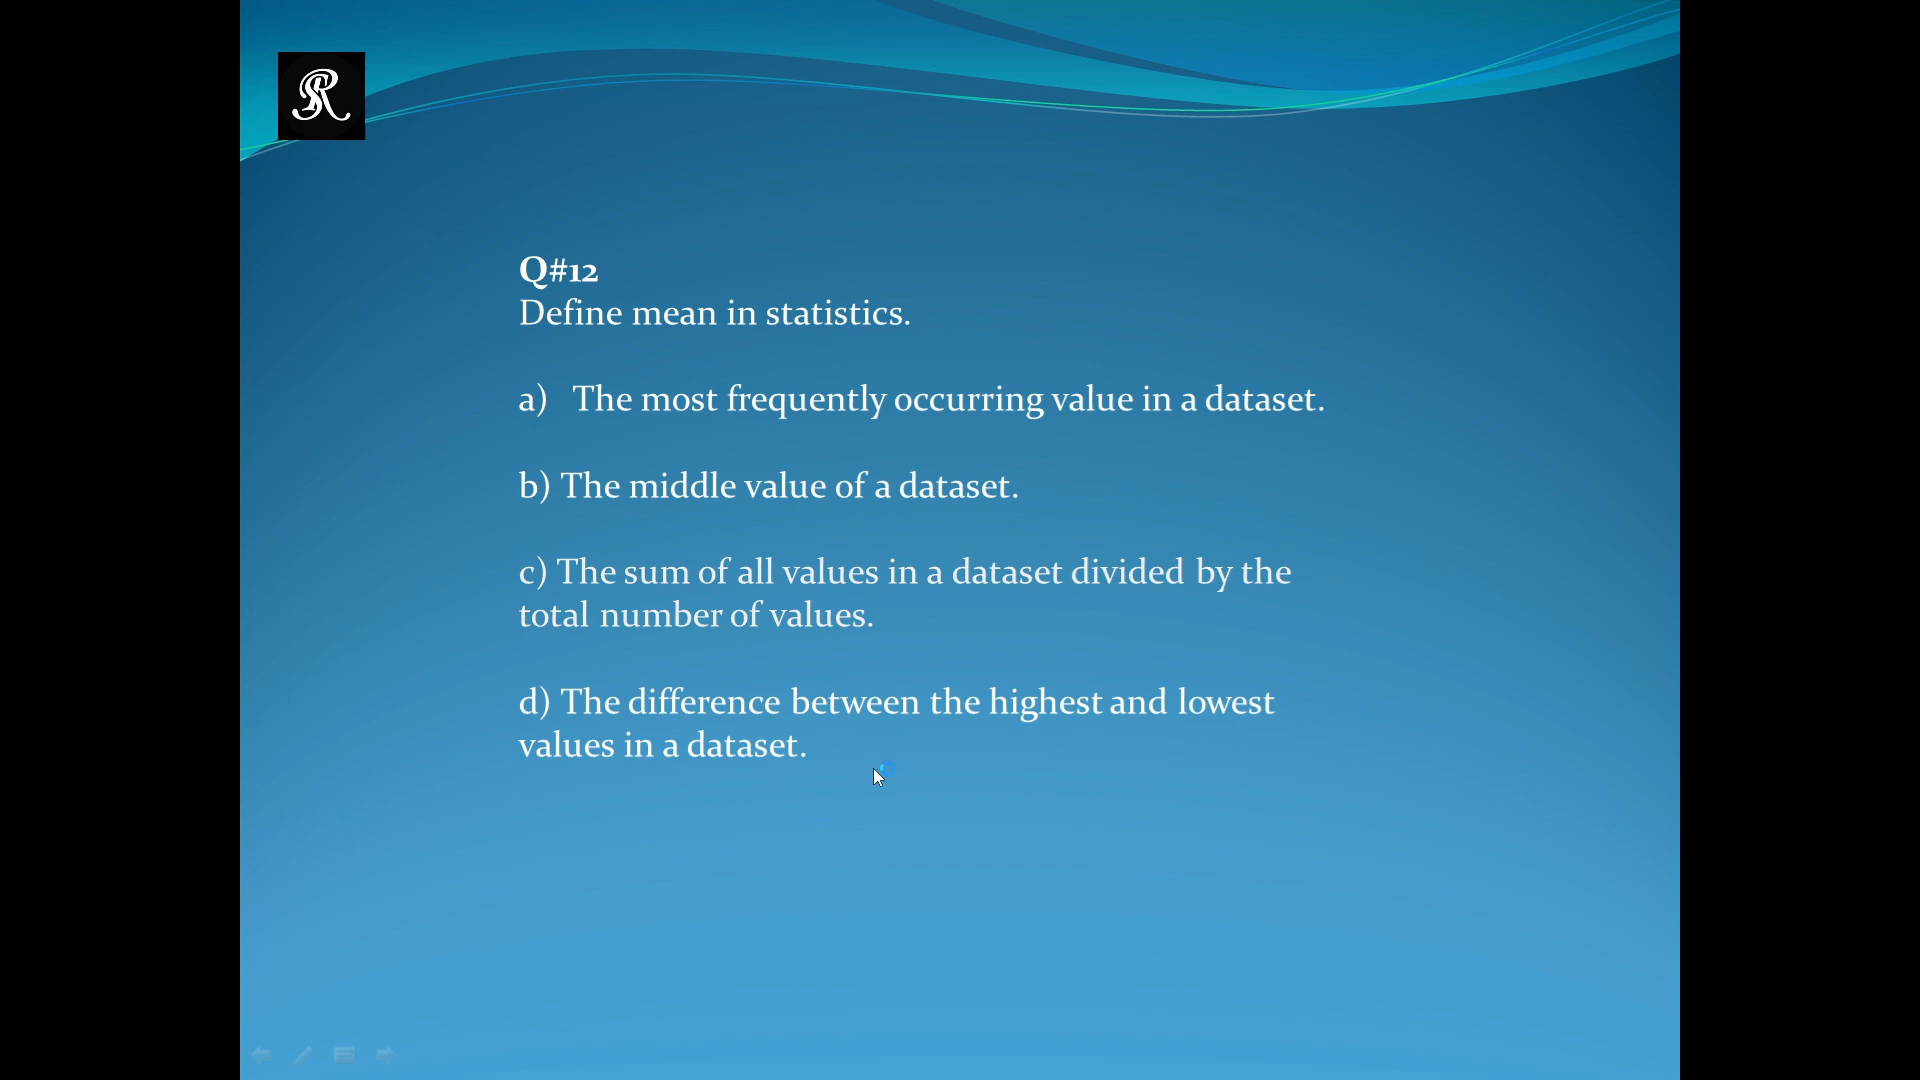 SR
Q#12
Define mean in statistics.
a) The most frequently occurring value in a dataset.
b) The middle value of a dataset.
c) The sum of all values in a dataset divided by the
total number of values.
d) The difference between the highest and lowest
values in a dataset.